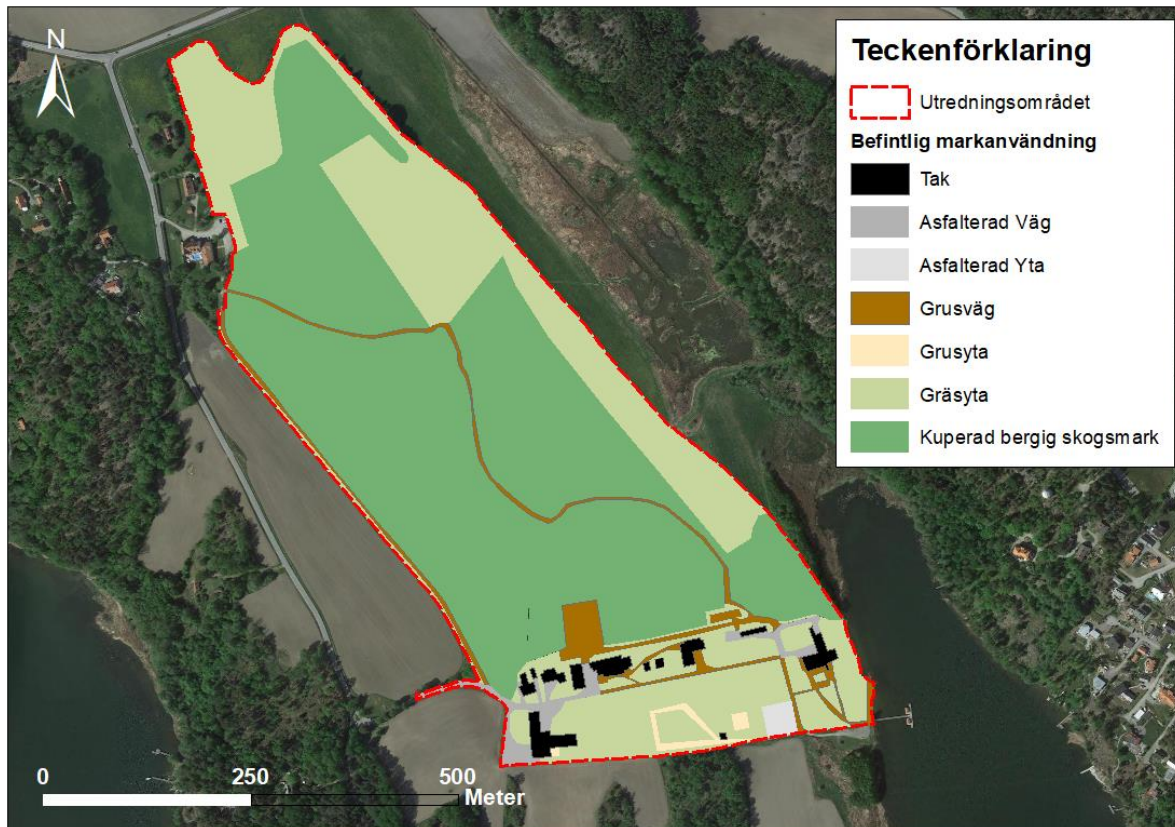 N
Teckenförklaring
Utredningsområdet
Befintlig markanvändning
Tak
Asfalterad Väg
Asfalterad Yta
Grusväg
Grusyta
Gräsyta
Kuperad bergig skogsmark
0 250 500
Meter